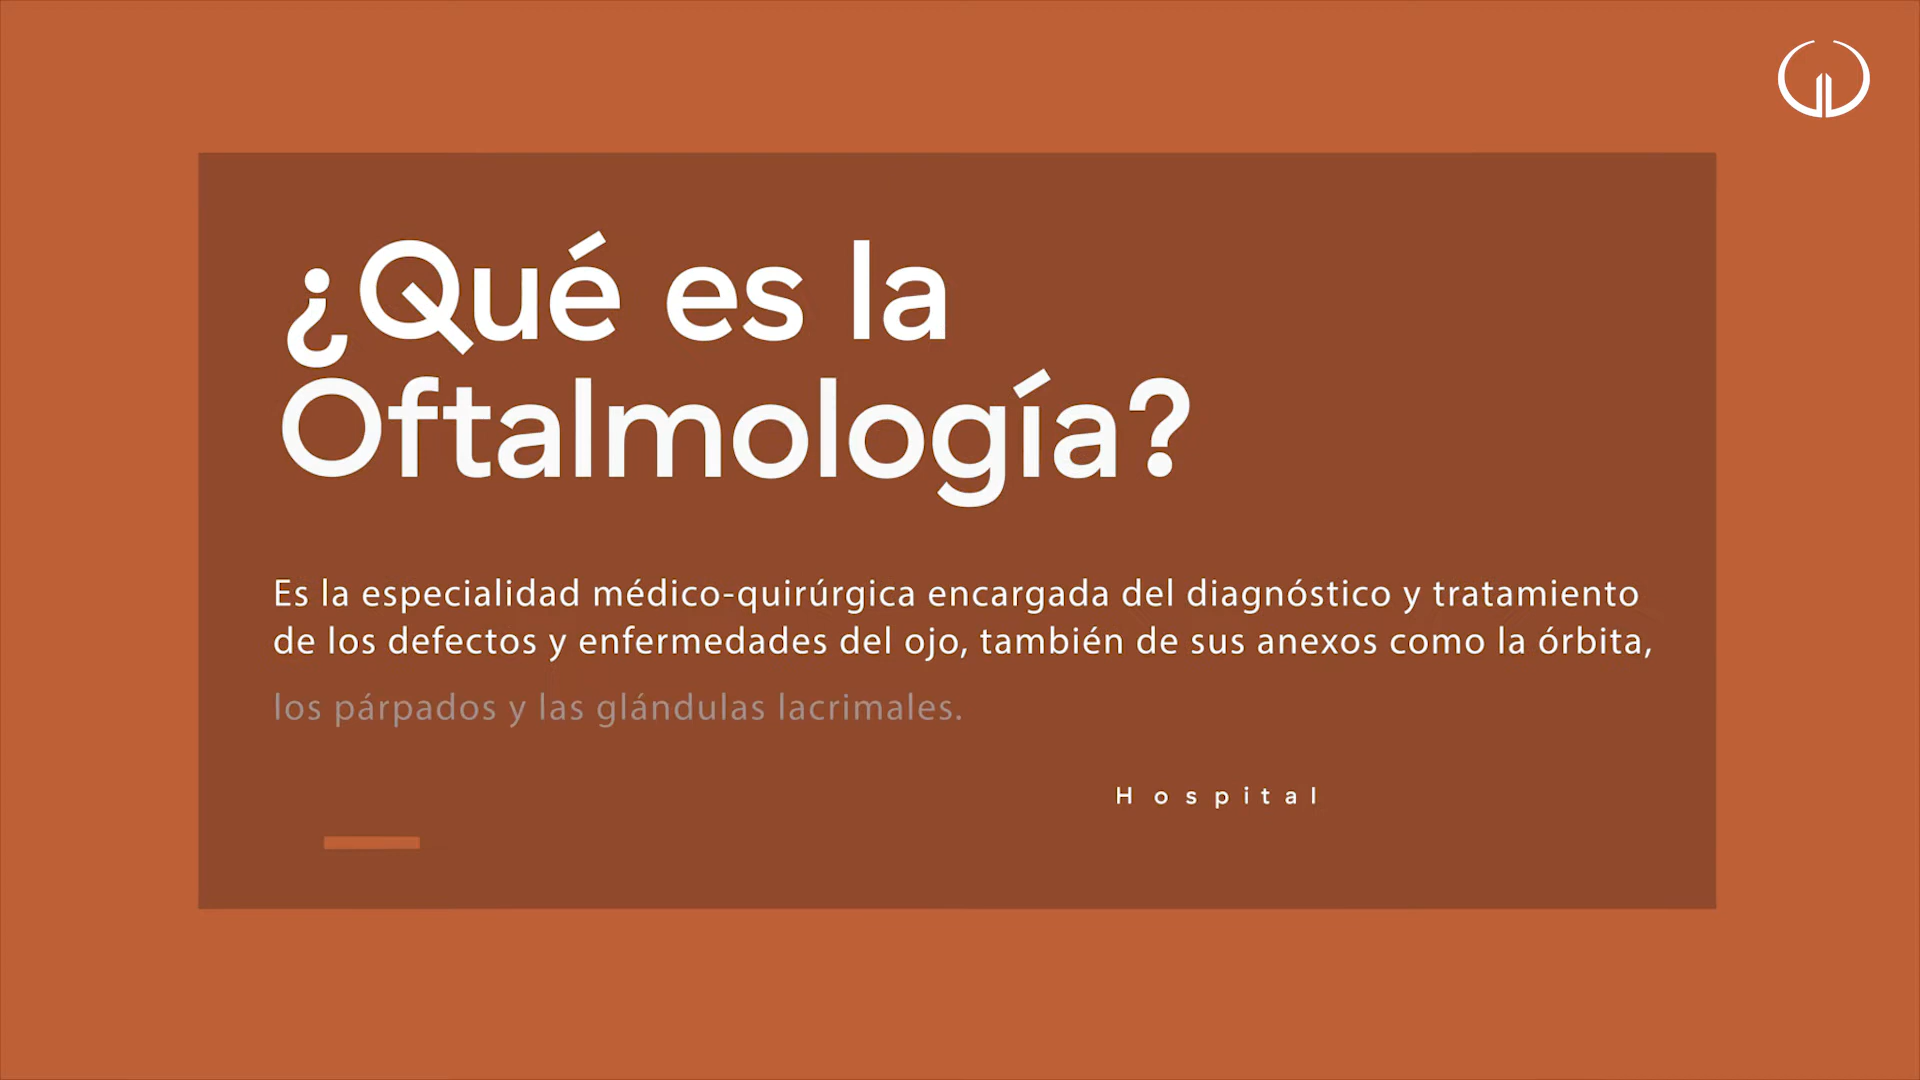 ¿Qué es la
Oftalmología?
Es la especialidad médico-quirúrgica encargada del diagnóstico y tratamiento
de los defectos y enfermedades del ojo, también de sus anexos como la órbita,
los párpados y las glándulas lacrimales.
Hospital